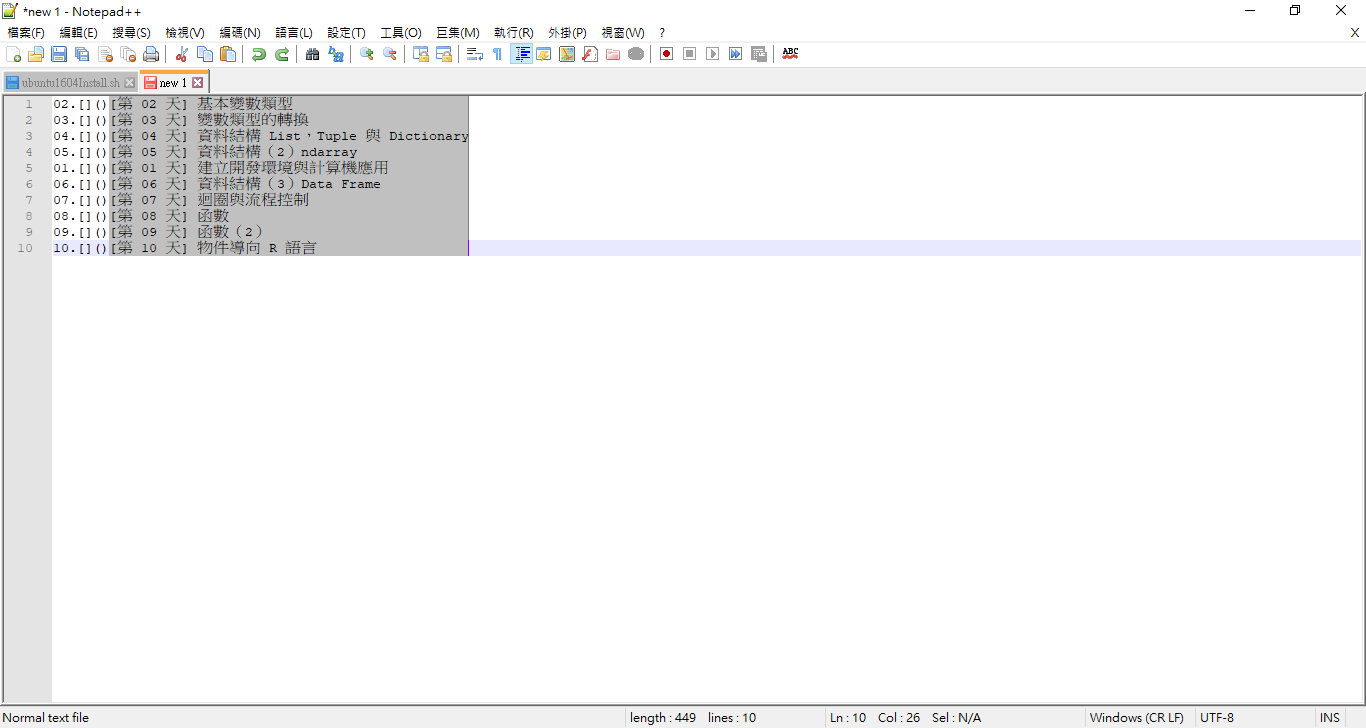 *new 1 - Notepad++
檔案(F) 編輯(E) 搜尋(S) 檢視(V) 編碼(N) 語言(L) 設定(T) 工具(O) 巨集(M) 執行(R) 外掛(P) 視窗(W) ? X
ABC
ubuntu1604Install.sh new 1
1 02.[]()[第 02 天] 基本變數類型
2 03.[]()[第 03 天] 變數類型的轉換
3 04.[]()[第 04 天] 資料結構 List，Tuple 與 Dictionary
4 05.[]()[第 05 天] 資料結構（2）ndarray
5 01.[]()[第 01 天] 建立開發環境與計算機應用
6 06.[]()[第 06 天] 資料結構（3）Data Frame
7 07.[]()[第 07 天] 迴圈與流程控制
8 08.[]()[第 08 天] 函數
9 09.[]()[第 09 天] 函數（2）
10 10.[]()[第 10 天] 物件導向 R 語言
Normal text file length : 449 lines : 10 Ln : 10 Col : 26 Sel : N/A Windows (CR LF) UTF-8 INS